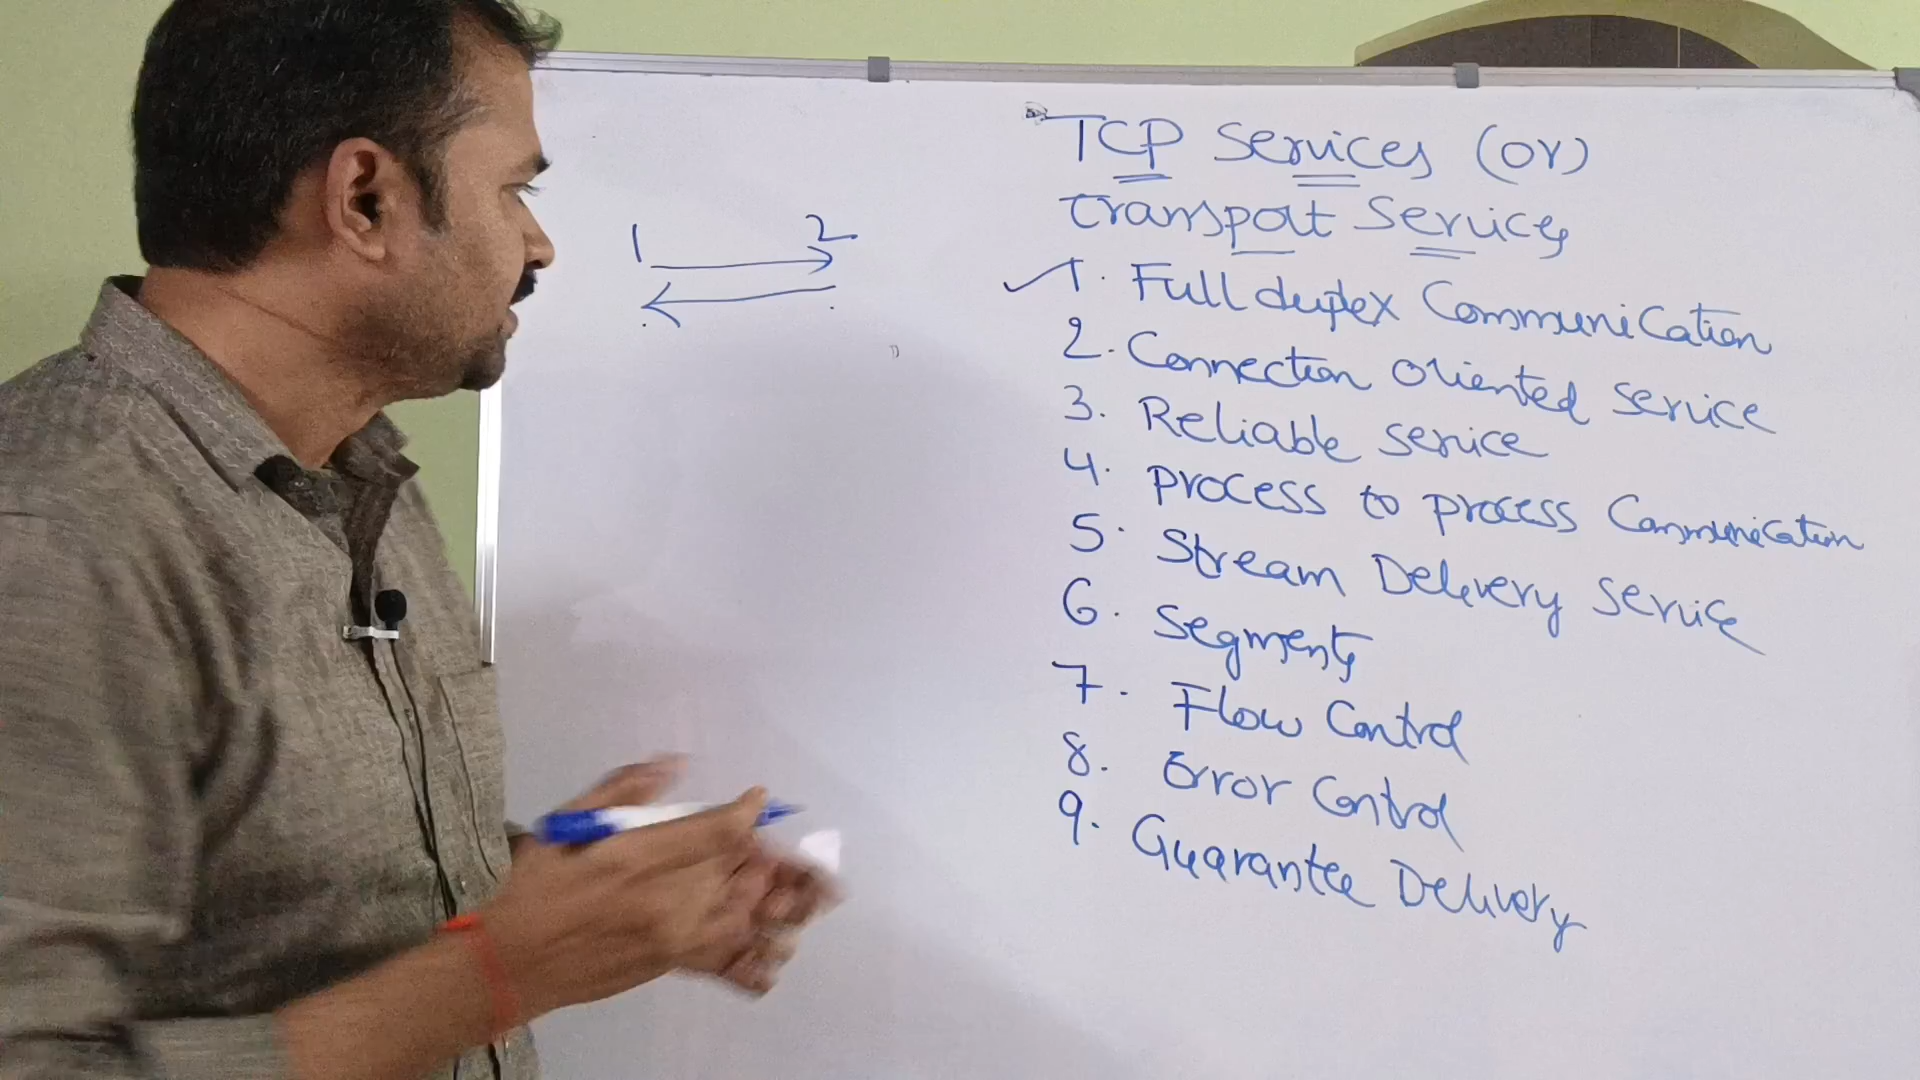 1 2
TCP Services (or)
transport Services
1. Full duplex Communication
2. Connection oriented service
3. Reliable service
4. process to process Communication
5. Stream Delivery service
6. Segments
7. Flow Control
8. Error Control
9. Guarantee Delivery